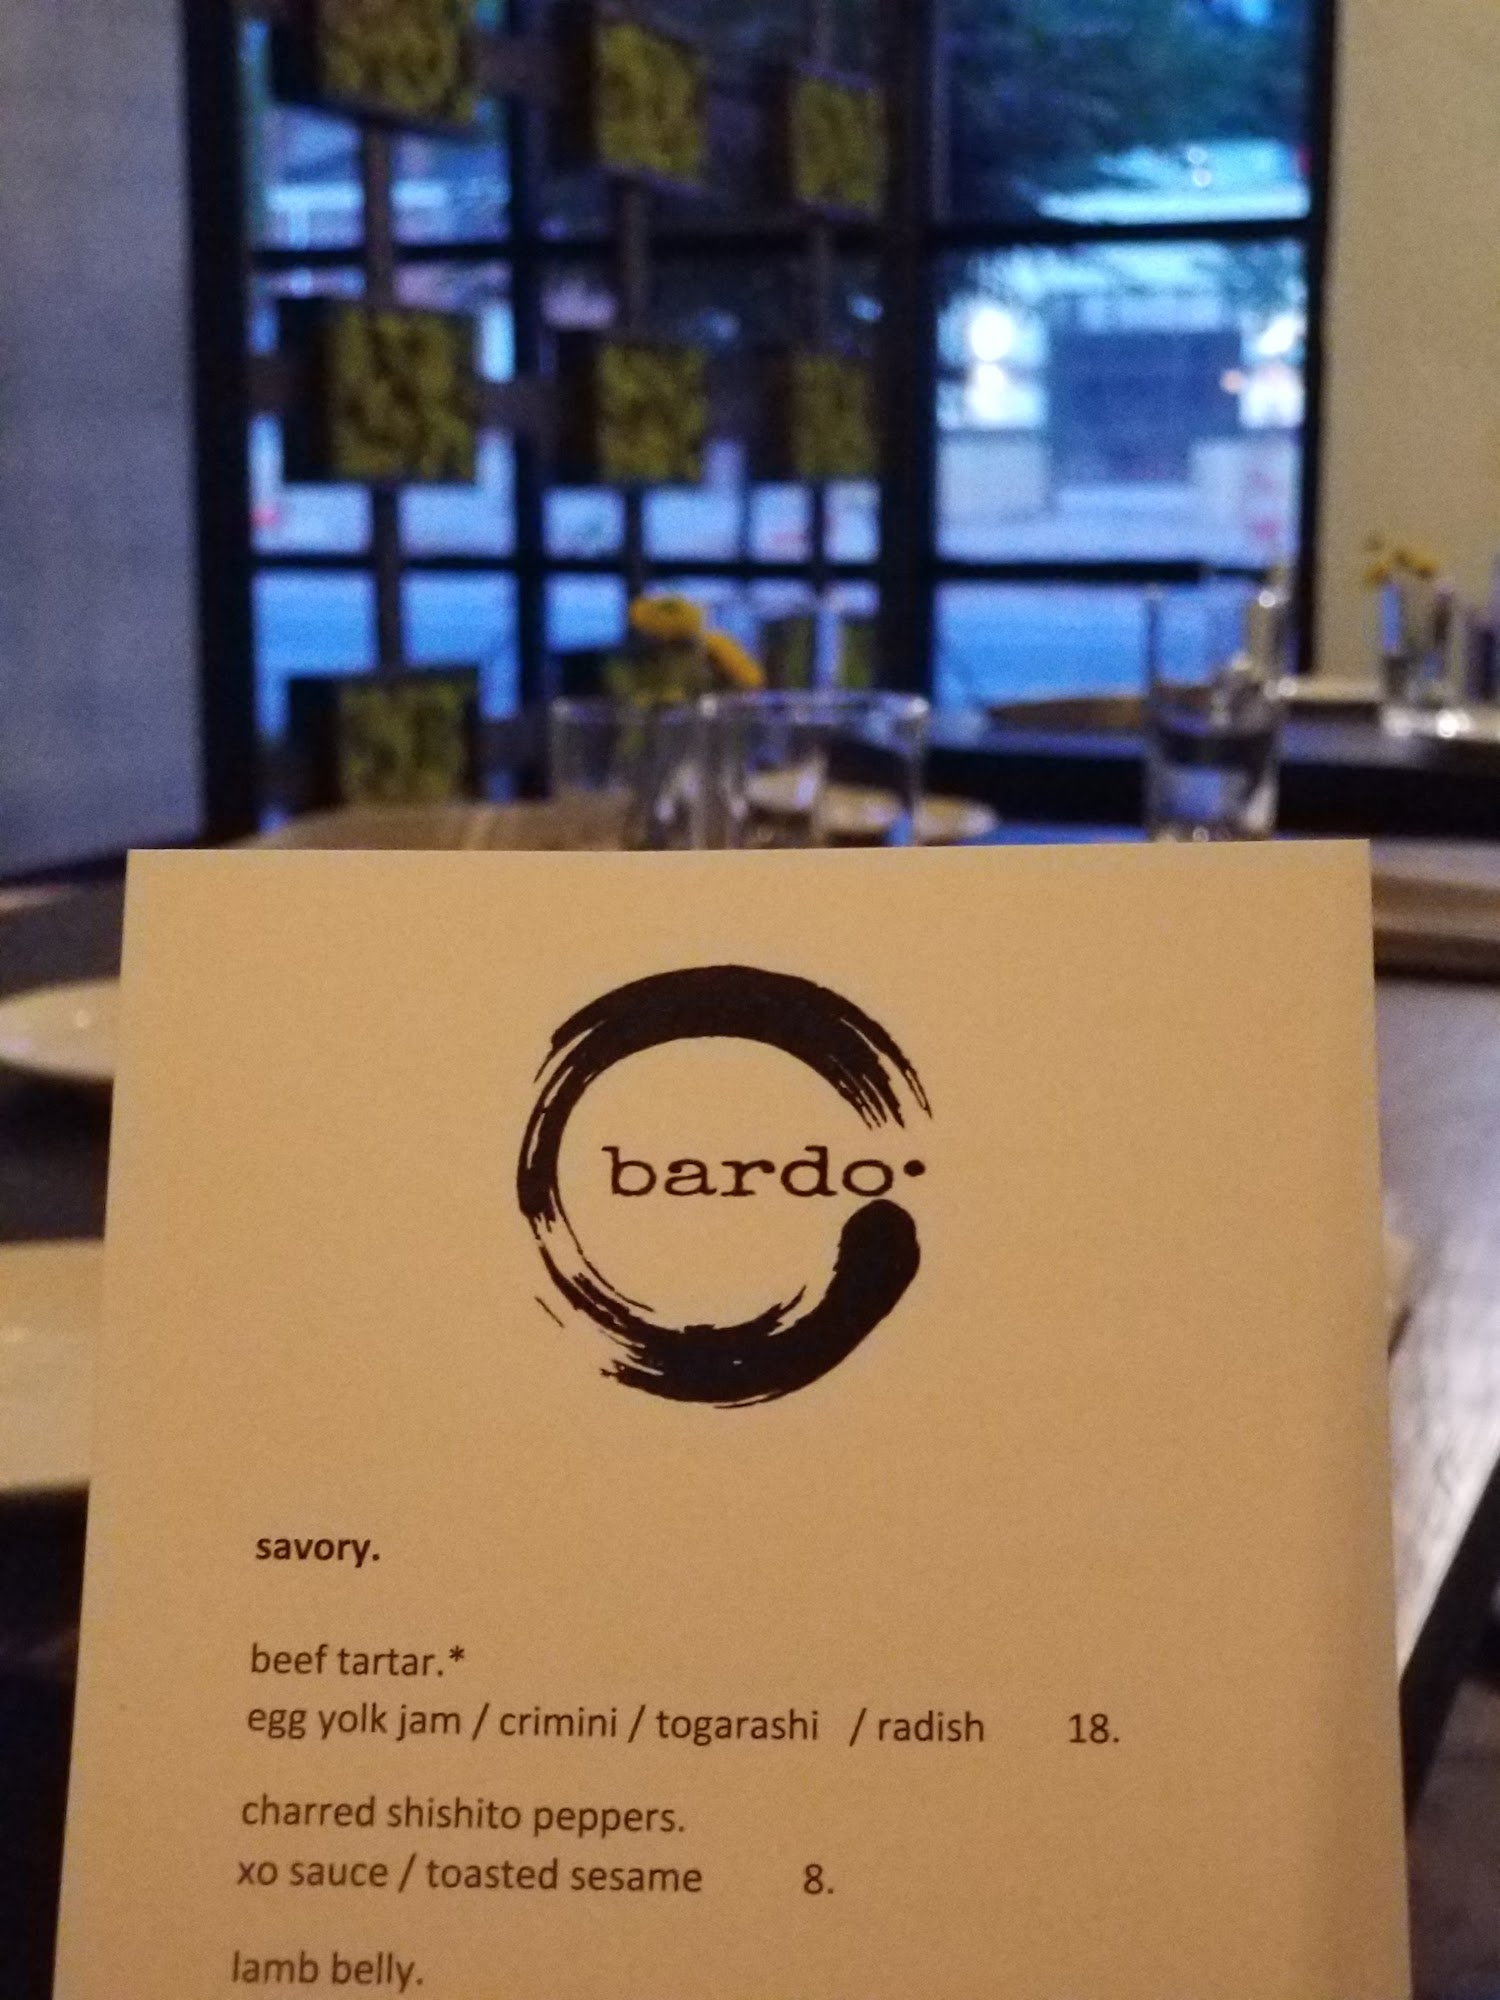 bardo•
savory.
beef tartar.*
egg yolk jam / crimini / togarashi / radish 18.
charred shishito peppers.
xo sauce / toasted sesame 8.
lamb belly.